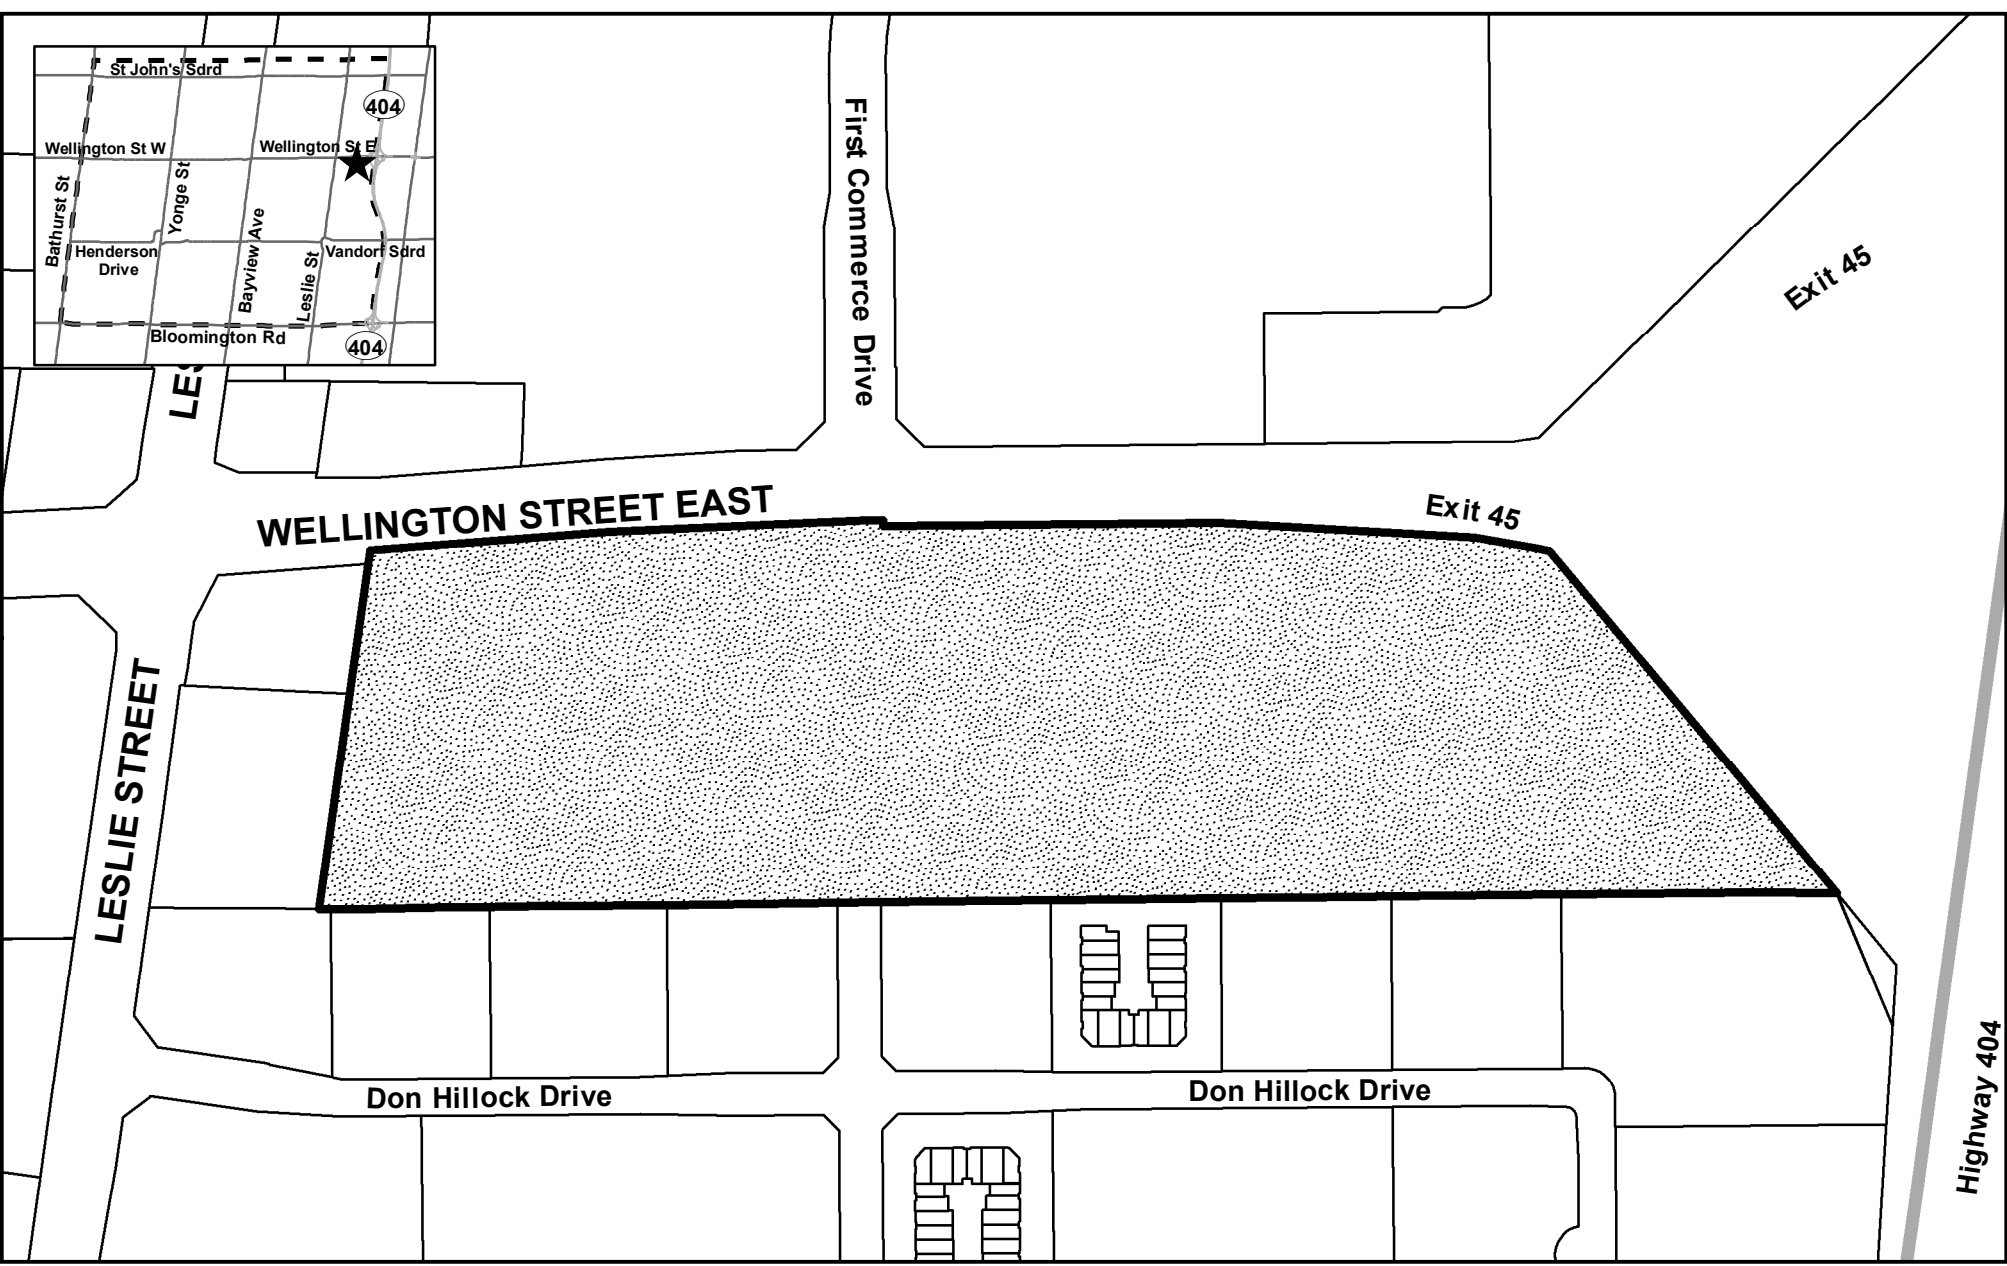 St John's Sdrd
404
Wellington St W
Wellington St E
Bathurst St
Yonge St
Bayview Ave
Leslie St
Henderson
Drive
Vandorf Sdrd
Bloomington Rd
404
LES
First Commerce Drive
Exit 45
WELLINGTON STREET EAST
Exit 45
LESLIE STREET
Don Hillock Drive
Don Hillock Drive
Highway 404